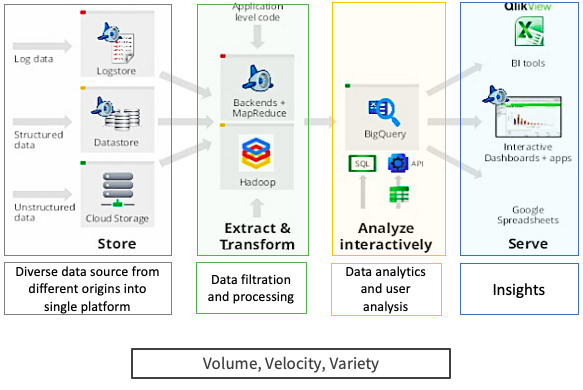 Log data
Logstore
Structured
data
Datastore
Unstructured
data
Cloud Storage
Store
Diverse data source from
different origins into
single platform
Application
level code
Backends +
MapReduce
Hadoop
Extract &
Transform
Data filtration
and processing
BigQuery
SQL
API
Analyze
interactively
Data analytics
and user
analysis
QlikView
BI tools
Interactive
Dashboards + apps
Google
Spreadsheets
Serve
Insights
Volume, Velocity, Variety